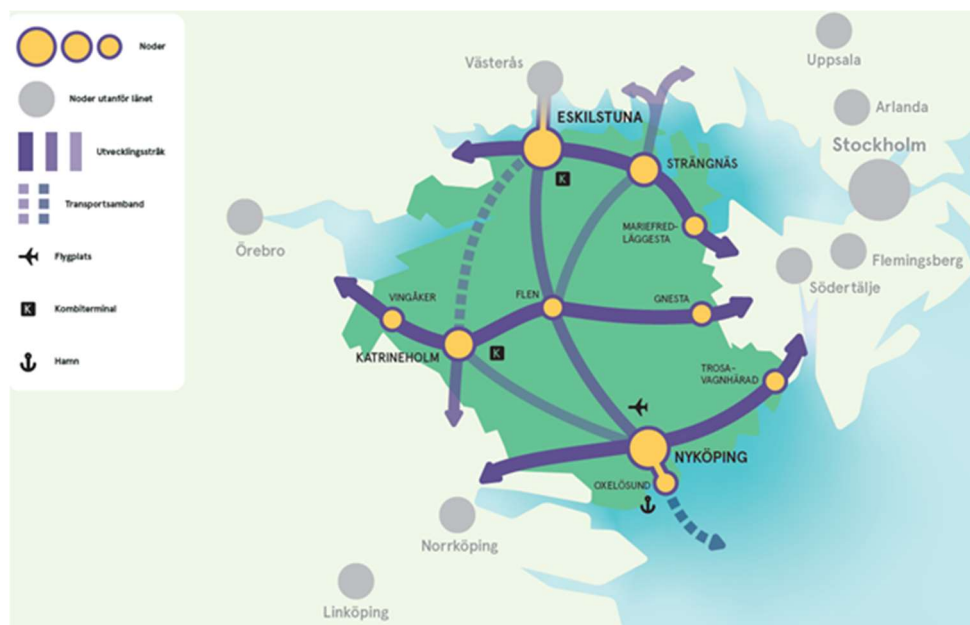 Noder
Noder utanför länet
Utvecklingsstråk
Transportsamband
Flygplats
K
Kombiterminal
Hamn
Västerås
Uppsala
ESKILSTUNA
Arlanda
Stockholm
STRÄNGNÄS
K
Örebro
MARIEFRED-
LÄGGESTA
Flemingsberg
Södertälje
VINGÅKER
FLEN
GNESTA
KATRINEHOLM
K
TROSA-
VAGNHÄRAD
NYKÖPING
OXELÖSUND
Norrköping
Linköping